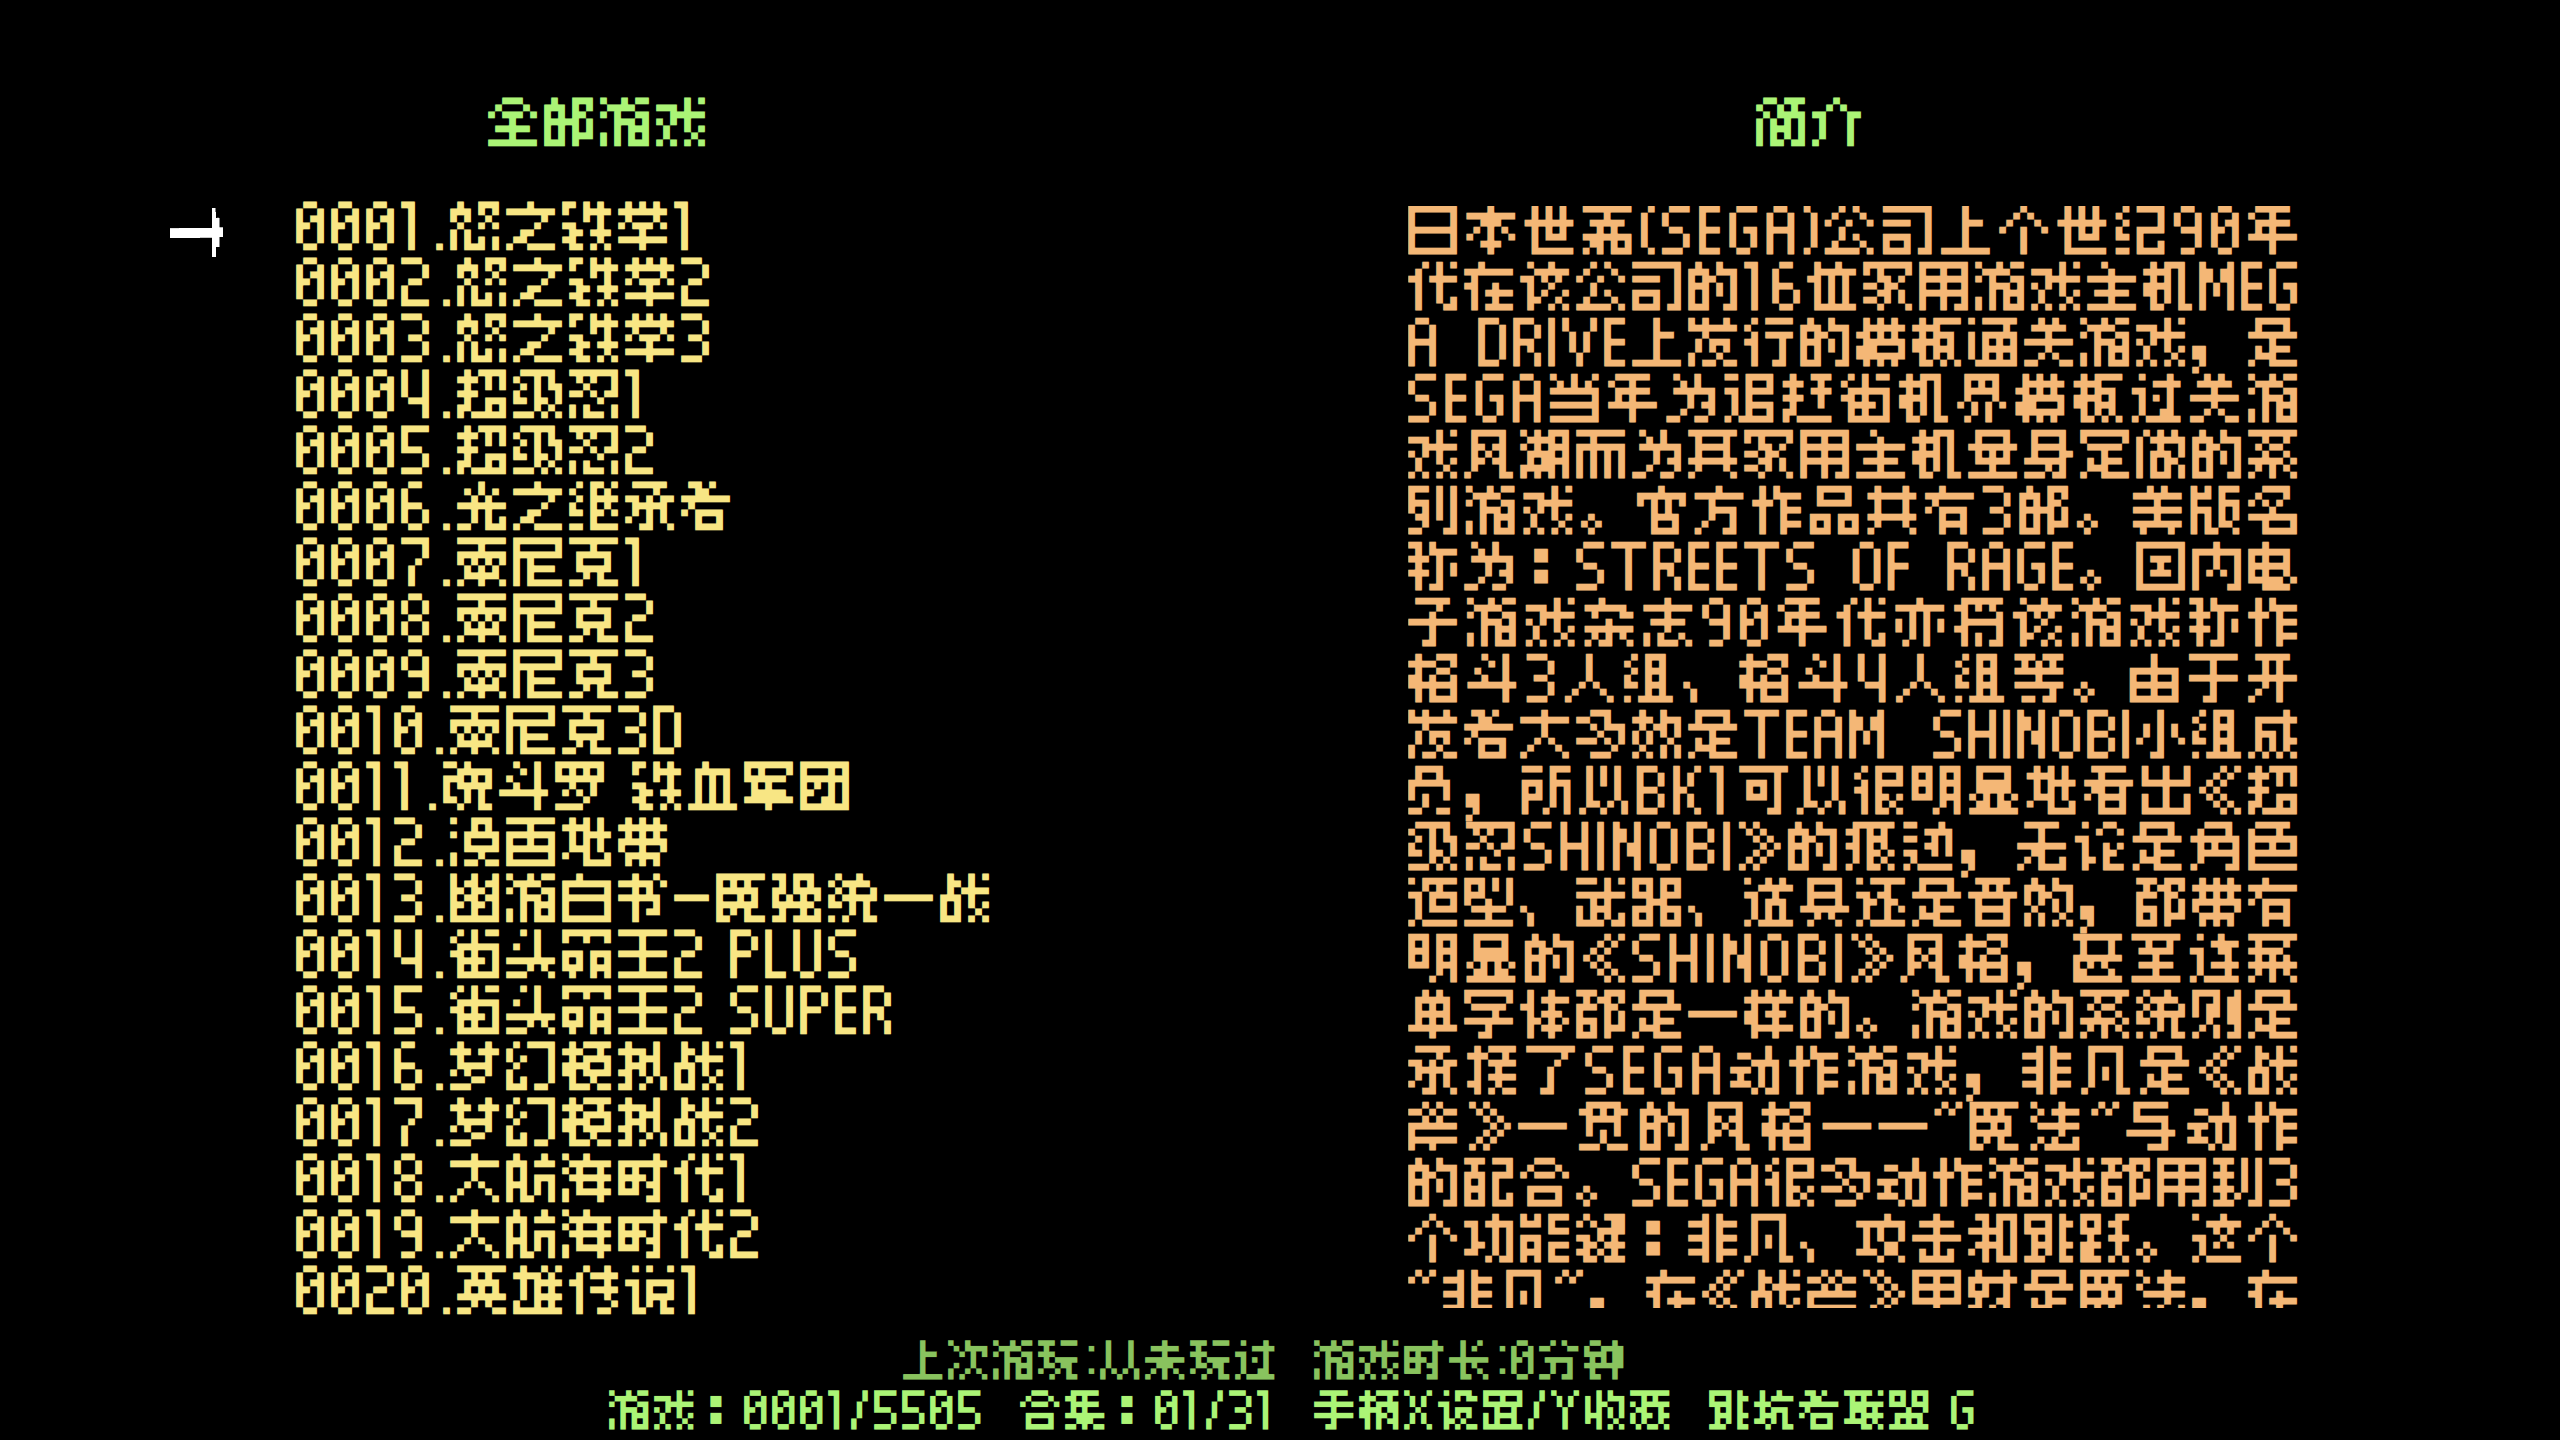 全部游戏
0001.怒之铁拳1
0002.怒之铁拳2
0003.怒之铁拳3
0004.超级忍1
0005.超级忍2
0006.光之继承者
0007.索尼克1
0008.索尼克2
0009.索尼克3
0010.索尼克3D
0011.魂斗罗 铁血军团
0012.漫画地带
0013.幽游白书-魔强统一战
0014.街头霸王2 PLUS
0015.街头霸王2 SUPER
0016.梦幻模拟战1
0017.梦幻模拟战2
0018.大航海时代1
0019.大航海时代2
0020.英雄传说1
简介
日本世嘉(SEGA)公司上个世纪90年
代在该公司的16位家用游戏主机MEG
A DRIVE上发行的横板通关游戏，是
SEGA当年为追赶街机界横板过关游
戏风潮而为其家用主机量身定做的系
列游戏。官方作品共有3部。美版名
称为：STREETS OF RAGE。国内电
子游戏杂志90年代亦将该游戏称作
格斗3人组、格斗4人组等。由于开
发者大多数是TEAM SHINOBI小组成
员，所以BK1可以很明显地看出《超
级忍SHINOBI》的痕迹，无论是角色
造型、武器、道具还是音效，都带有
明显的《SHINOBI》风格，甚至连菜
单字体都是一样的。游戏的系统则是
承接了SEGA动作游戏，非凡是《战
斧》一贯的风格——“魔法”与动作
的配合。SEGA很多动作游戏都用到3
个功能键：非凡、攻击和跳跃。这个
“非凡”，在《战斧》里就是魔法，在
上次游玩:从未玩过 游戏时长:0分钟
游戏：0001/5505 合集：01/31 手柄X设置/Y收藏 跳坑者联盟 G